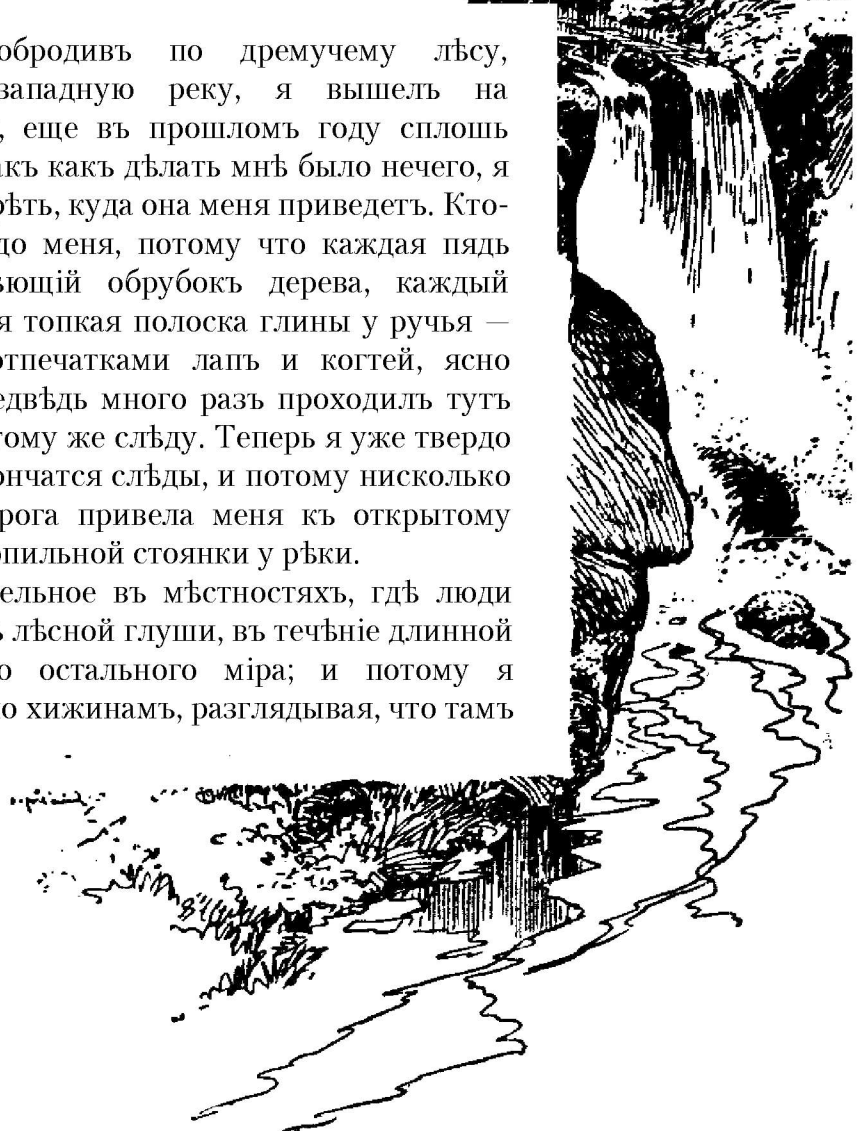 обродивъ по дремучему лѣсу,
западную реку, я вышелъ на
, еще въ прошломъ году сплошь
акъ какъ дѣлать мнѣ было нечего, я
рѣть, куда она меня приведетъ. Кто-
до меня, потому что каждая пядь
вющій обрубокъ дерева, каждый
я топкая полоска глины у ручья —
отпечатками лапъ и когтей, ясно
едвѣдь много разъ проходилъ тутъ
тому же слѣду. Теперь я уже твердо
ончатся слѣды, и потому нисколько
рога привела меня къ открытому
опильной стоянки у рѣки.
ельное въ мѣстностяхъ, гдѣ люди
ъ лѣсной глуши, въ течѣніе длинной
о остального міра; и потому я
о хижинамъ, разглядывая, что тамъ